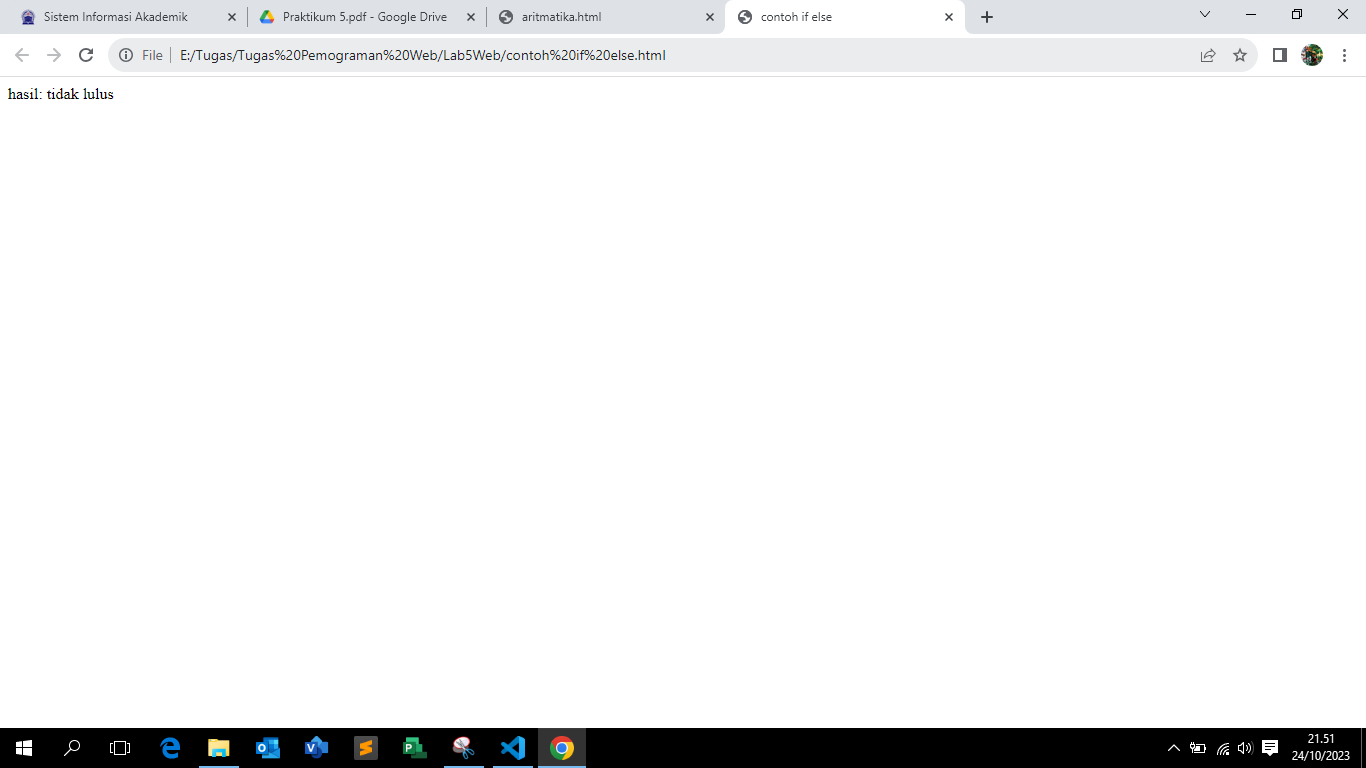 Sistem Informasi Akademik
Praktikum 5.pdf - Google Drive
aritmatika.html
contoh if else
File
E:/Tugas/Tugas%20Pemograman%20Web/Lab5Web/contoh%20if%20else.html
hasil: tidak lulus
21.51
24/10/2023